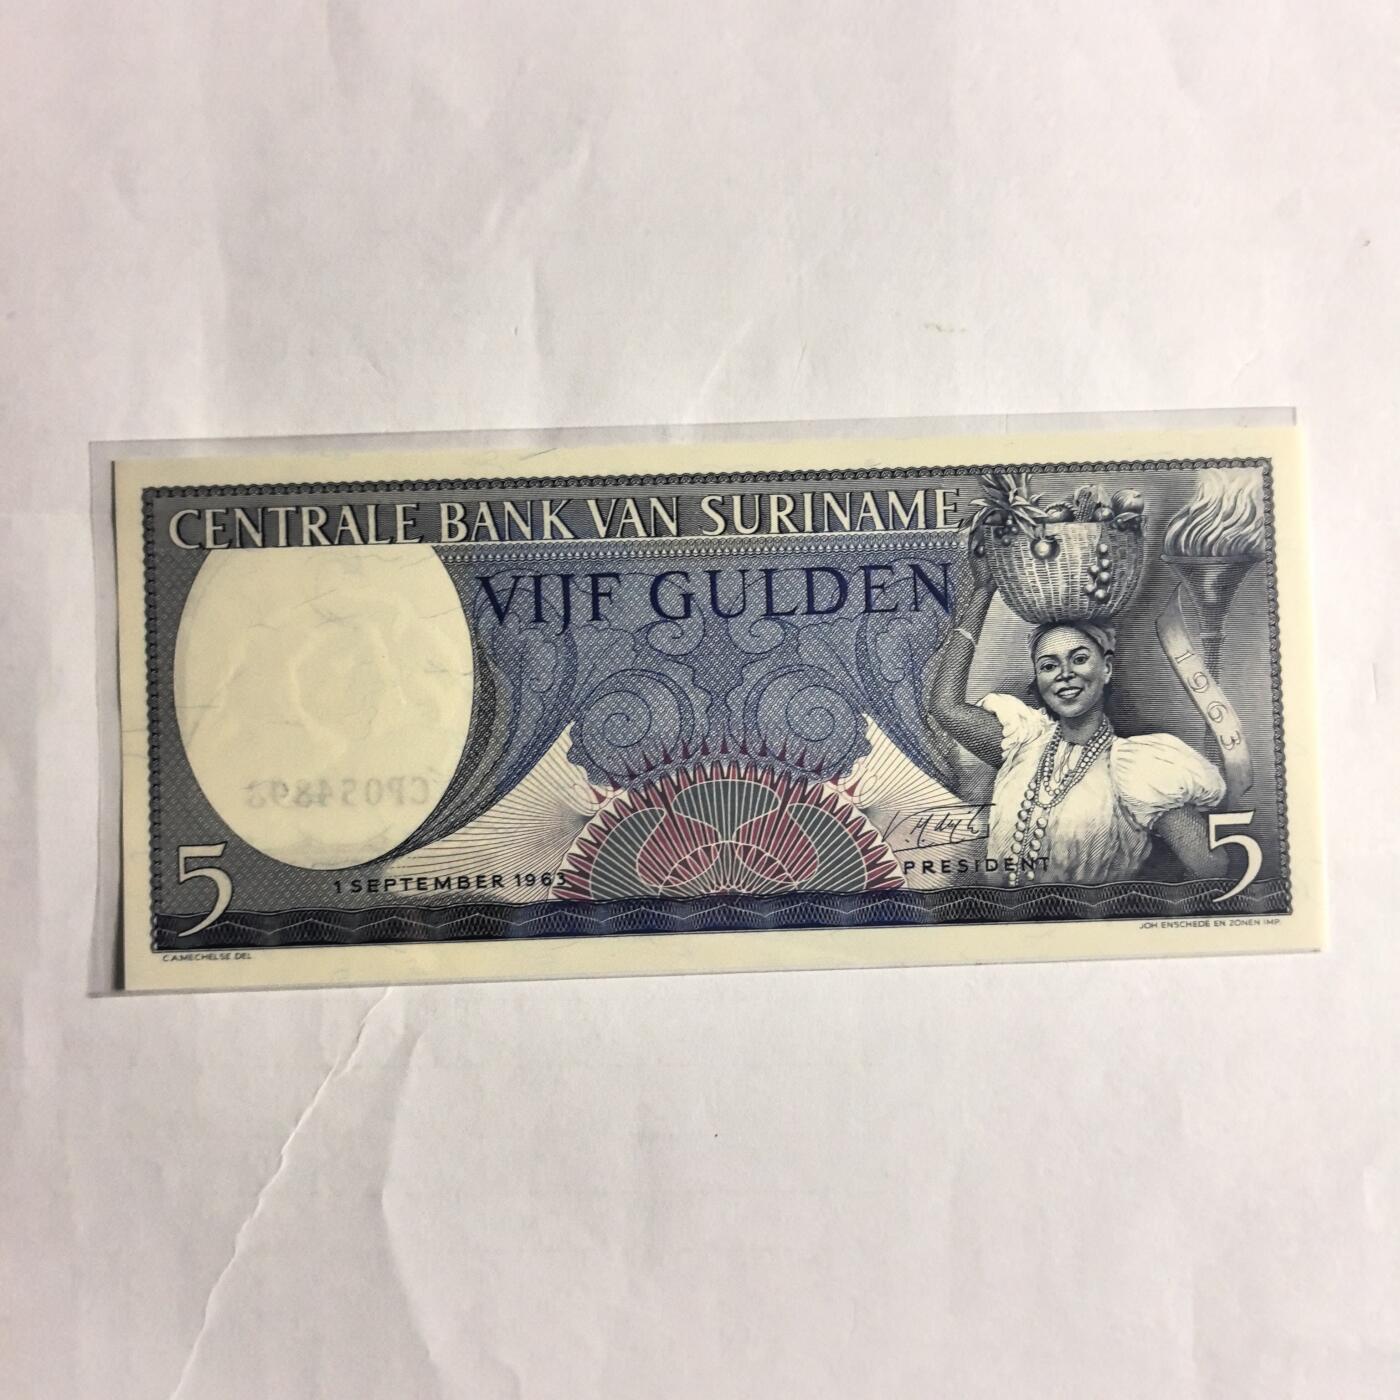 CENTRALE BANK VAN SURINAME
VIJF GULDEN
1963
CP054898
5
1 SEPTEMBER 1963
PRESIDENT
5
C.A.MECHELSE DEL.
JOH. ENSCHEDE EN ZONEN IMP.